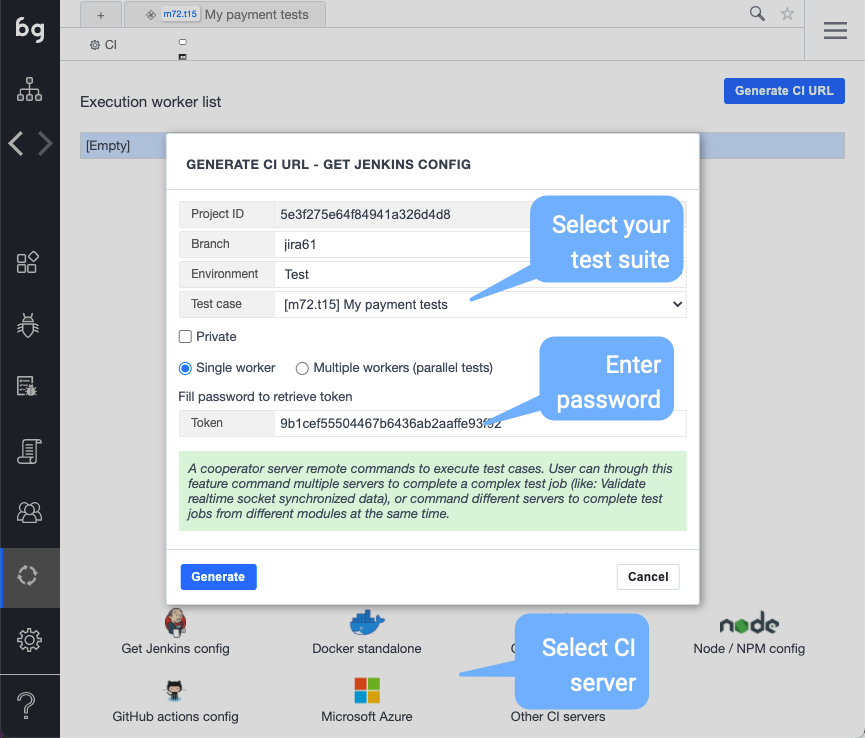 bg
+
m72.t15 My payment tests
CI
Execution worker list
Generate CI URL
[Empty]
GENERATE CI URL - GET JENKINS CONFIG
Project ID
5e3f275e64f84941a326d4d8
Branch
jira61
Environment
Test
Test case
[m72.t15] My payment tests
Select your
test suite
Private
Single worker
Multiple workers (parallel tests)
Enter
password
Fill password to retrieve token
Token
9b1cef55504467b6436ab2aaffe93f92
A cooperator server remote commands to execute test cases. User can through this
feature command multiple servers to complete a complex test job (like: Validate
realtime socket synchronized data), or command different servers to complete test
jobs from different modules at the same time.
Generate
Cancel
Get Jenkins config
Docker standalone
node
Node / NPM config
Select CI
server
GitHub actions config
Microsoft Azure
Other CI servers
?